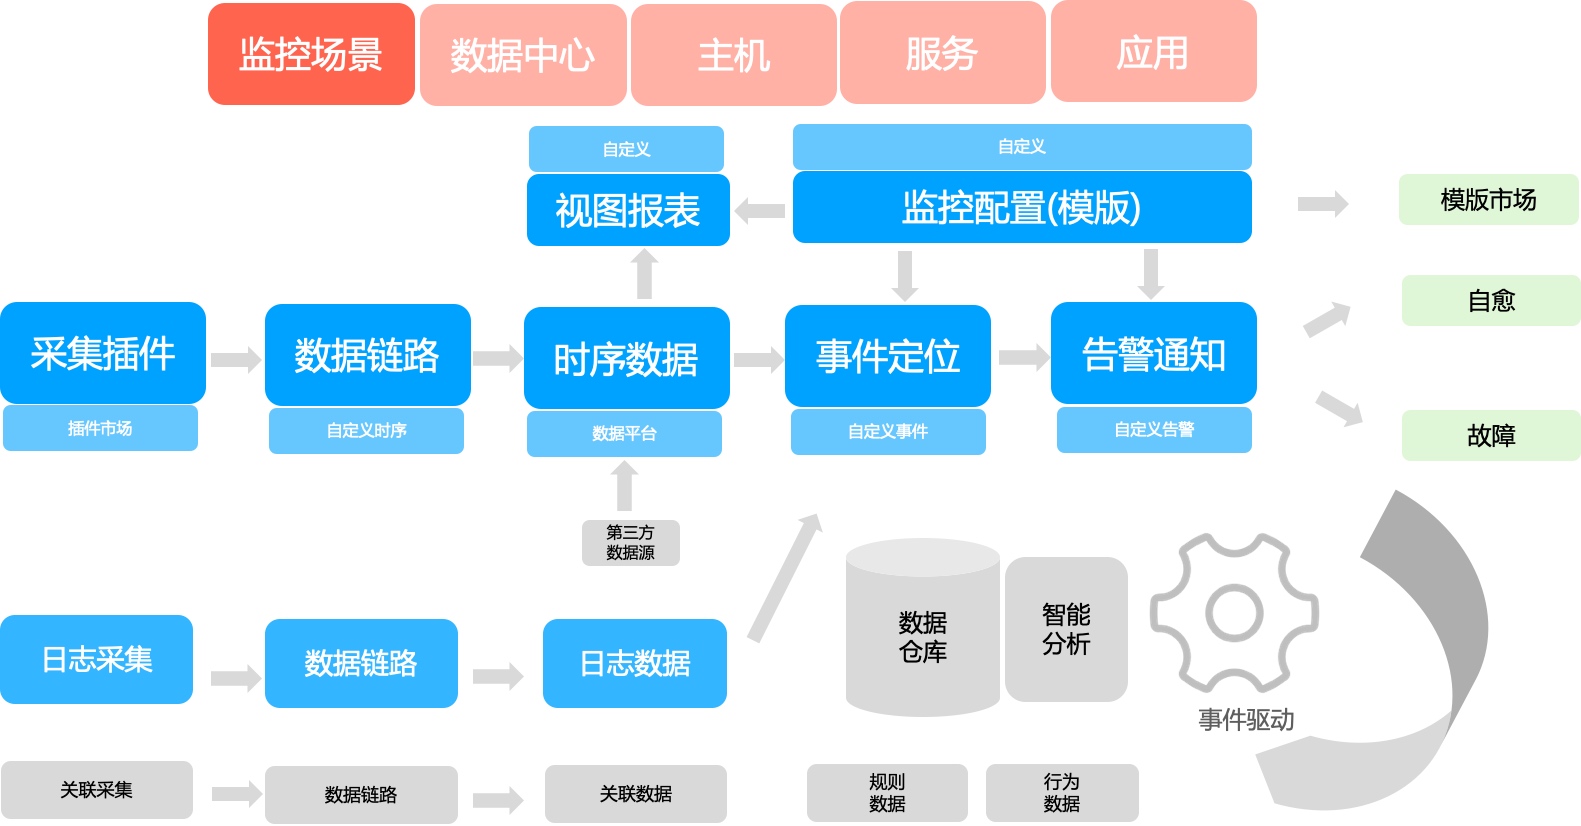 监控场景
数据中心
主机
服务
应用
自定义
视图报表
自定义
监控配置(模版)
模版市场
自愈
故障
采集插件
插件市场
数据链路
自定义时序
时序数据
数据平台
事件定位
自定义事件
告警通知
自定义告警
第三方
数据源
日志采集
数据链路
日志数据
数据
仓库
智能
分析
事件驱动
关联采集
数据链路
关联数据
规则
数据
行为
数据